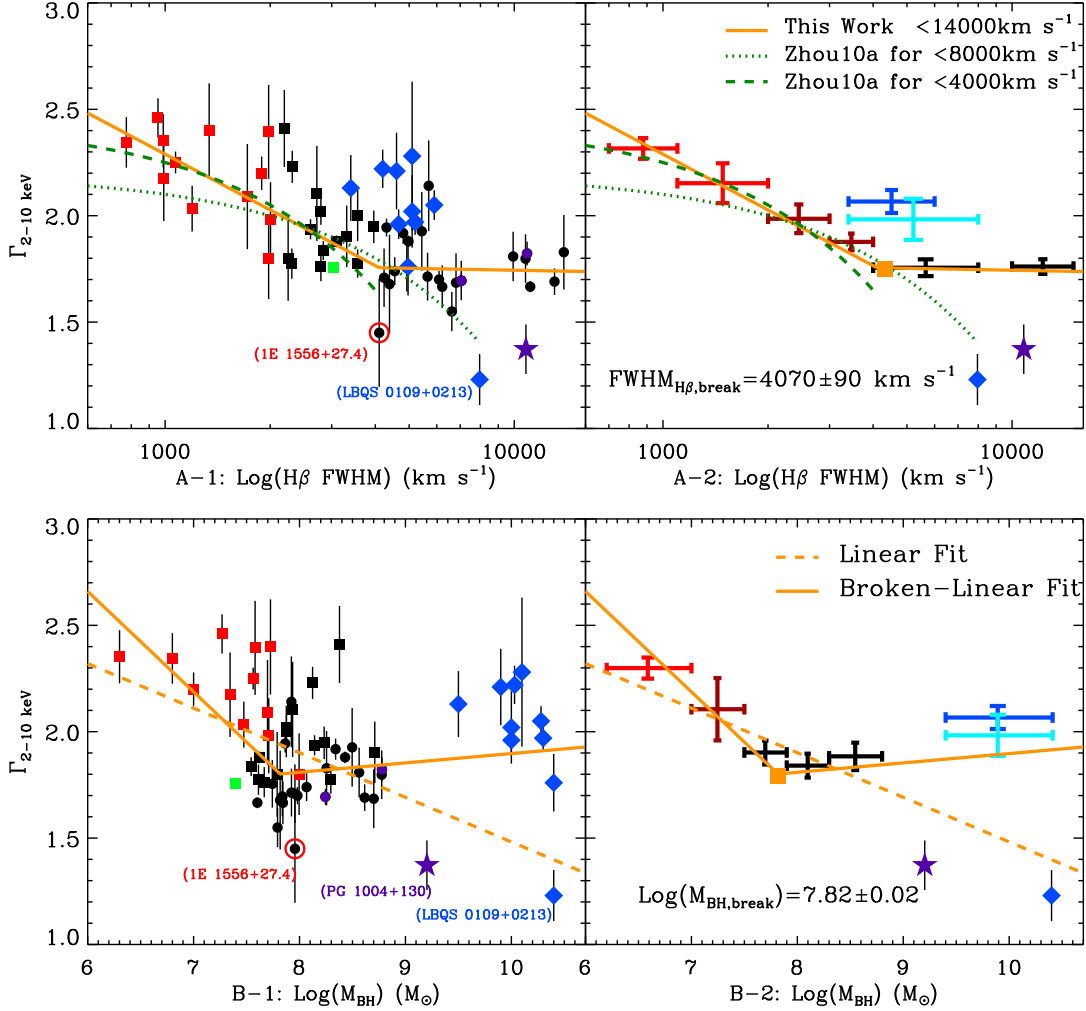 3.0
2.5
2.0
1.5
1.0
Γ2−10 keV
1000
10000
A−1: Log(Hβ FWHM) (km s−1)
(1E 1556+27.4)
(LBQS 0109+0213)
This Work <14000km s−1
Zhou10a for <8000km s−1
Zhou10a for <4000km s−1
FWHMHβ,break=4070±90 km s−1
1000
10000
A−2: Log(Hβ FWHM) (km s−1)
3.0
2.5
2.0
1.5
1.0
Γ2−10 keV
(1E 1556+27.4)
(PG 1004+130)
(LBQS 0109+0213)
6
7
8
9
10
B−1: Log(MBH) (M⊙)
Linear Fit
Broken−Linear Fit
Log(MBH,break)=7.82±0.02
6
7
8
9
10
B−2: Log(MBH) (M⊙)